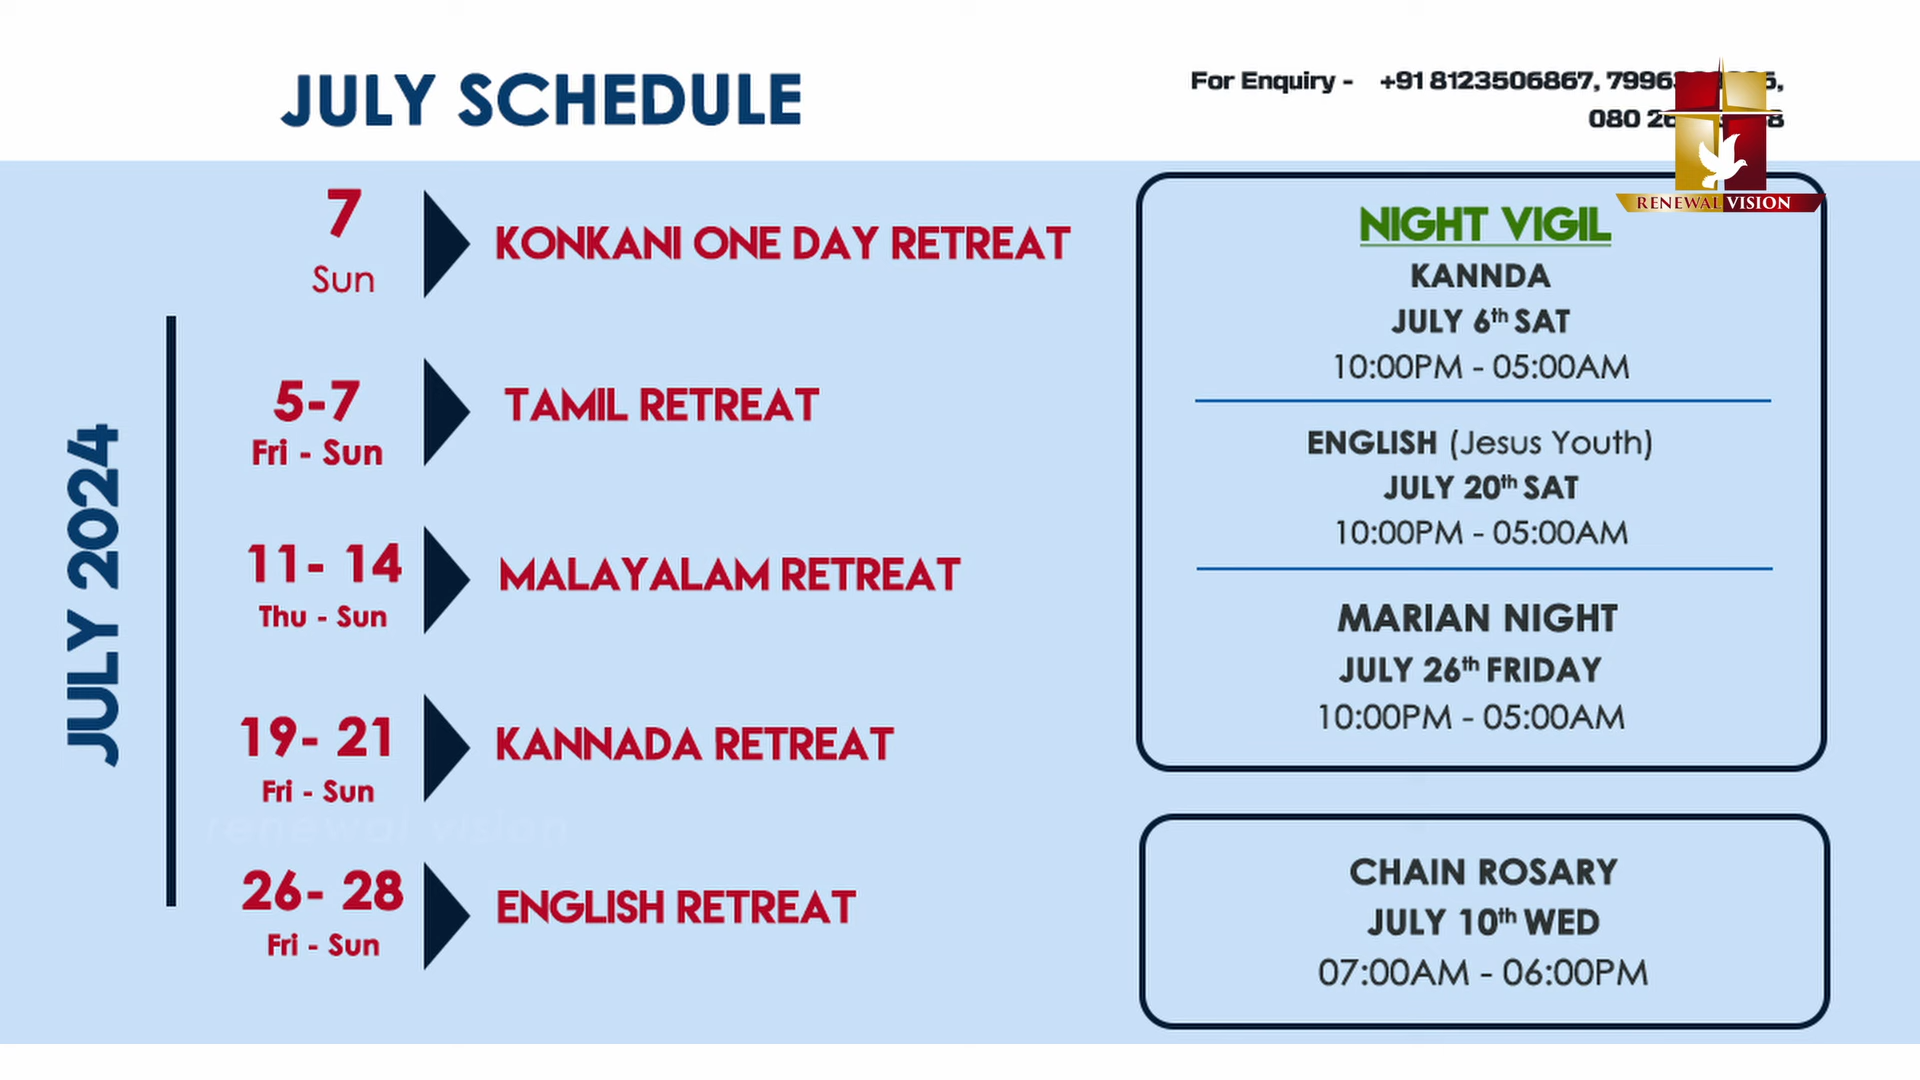 JULY SCHEDULE
For Enquiry - +91 8123506867,
080
RENEWAL VISION
JULY 2024
7
Sun
KONKANI ONE DAY RETREAT
5-7
Fri - Sun
TAMIL RETREAT
11- 14
Thu - Sun
MALAYALAM RETREAT
19- 21
Fri - Sun
KANNADA RETREAT
renewal vision
26- 28
Fri - Sun
ENGLISH RETREAT
NIGHT VIGIL
KANNDA
JULY 6th SAT
10:00PM - 05:00AM
ENGLISH (Jesus Youth)
JULY 20th SAT
10:00PM - 05:00AM
MARIAN NIGHT
JULY 26th FRIDAY
10:00PM - 05:00AM
CHAIN ROSARY
JULY 10th WED
07:00AM - 06:00PM